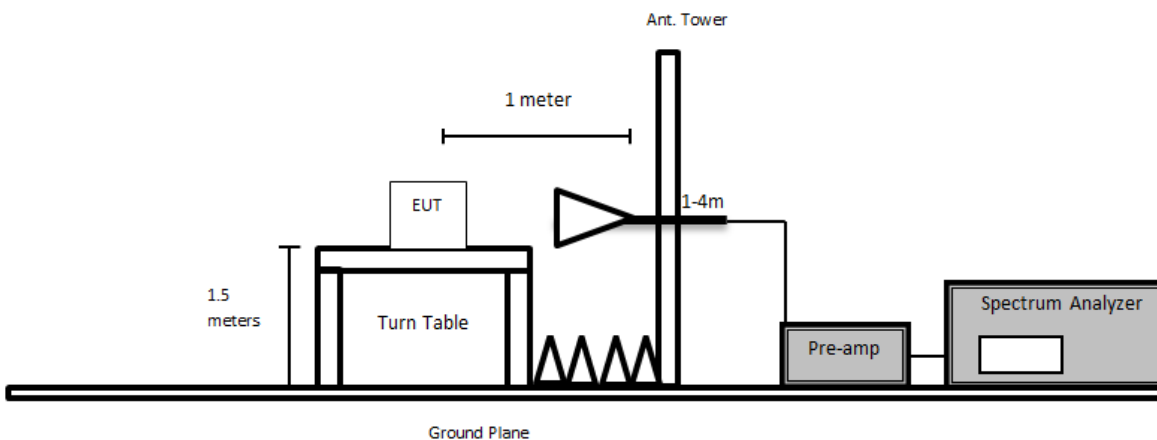 Ant. Tower
1 meter
EUT
1-4m
1.5
meters
Turn Table
Spectrum Analyzer
Pre-amp
Ground Plane